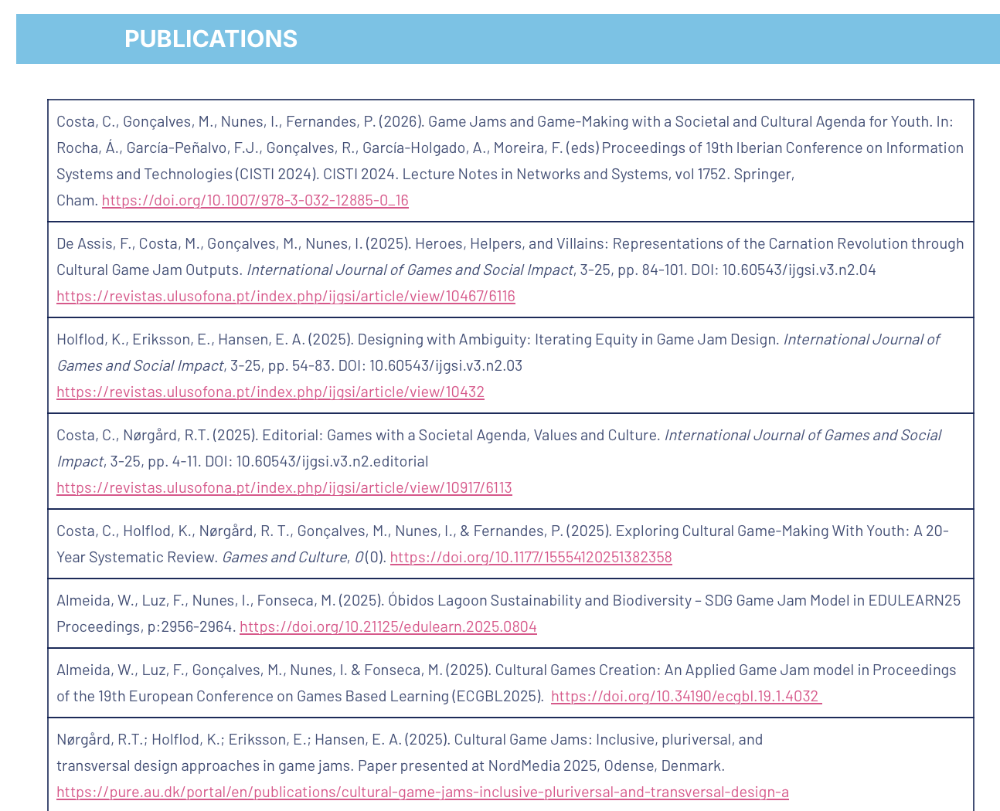 PUBLICATIONS
Costa, C., Gonçalves, M., Nunes, I., Fernandes, P. (2026). Game Jams and Game-Making with a Societal and Cultural Agenda for Youth. In:
Rocha, Á., García-Peñalvo, F.J., Gonçalves, R., García-Holgado, A., Moreira, F. (eds) Proceedings of 19th Iberian Conference on Information
Systems and Technologies (CISTI 2024). CISTI 2024. Lecture Notes in Networks and Systems, vol 1752. Springer,
Cham. https://doi.org/10.1007/978-3-032-12885-0_16
De Assis, F., Costa, M., Gonçalves, M., Nunes, I. (2025). Heroes, Helpers, and Villains: Representations of the Carnation Revolution through
Cultural Game Jam Outputs. International Journal of Games and Social Impact, 3-25, pp. 84-101. DOI: 10.60543/ijgsi.v3.n2.04
https://revistas.ulusofona.pt/index.php/ijgsi/article/view/10467/6116
Holflod, K., Eriksson, E., Hansen, E. A. (2025). Designing with Ambiguity: Iterating Equity in Game Jam Design. International Journal of
Games and Social Impact, 3-25, pp. 54-83. DOI: 10.60543/ijgsi.v3.n2.03
https://revistas.ulusofona.pt/index.php/ijgsi/article/view/10432
Costa, C., Nørgård, R.T. (2025). Editorial: Games with a Societal Agenda, Values and Culture. International Journal of Games and Social
Impact, 3-25, pp. 4-11. DOI: 10.60543/ijgsi.v3.n2.editorial
https://revistas.ulusofona.pt/index.php/ijgsi/article/view/10917/6113
Costa, C., Holflod, K., Nørgård, R. T., Gonçalves, M., Nunes, I., & Fernandes, P. (2025). Exploring Cultural Game-Making With Youth: A 20-
Year Systematic Review. Games and Culture, 0(0). https://doi.org/10.1177/15554120251382358
Almeida, W., Luz, F., Nunes, I., Fonseca, M. (2025). Óbidos Lagoon Sustainability and Biodiversity – SDG Game Jam Model in EDULEARN25
Proceedings, p:2956-2964. https://doi.org/10.21125/edulearn.2025.0804
Almeida, W., Luz, F., Gonçalves, M., Nunes, I. & Fonseca, M. (2025). Cultural Games Creation: An Applied Game Jam model in Proceedings
of the 19th European Conference on Games Based Learning (ECGBL2025). https://doi.org/10.34190/ecgbl.19.1.4032
Nørgård, R.T.; Holflod, K.; Eriksson, E.; Hansen, E. A. (2025). Cultural Game Jams: Inclusive, pluriversal, and
transversal design approaches in game jams. Paper presented at NordMedia 2025, Odense, Denmark.
https://pure.au.dk/portal/en/publications/cultural-game-jams-inclusive-pluriversal-and-transversal-design-a